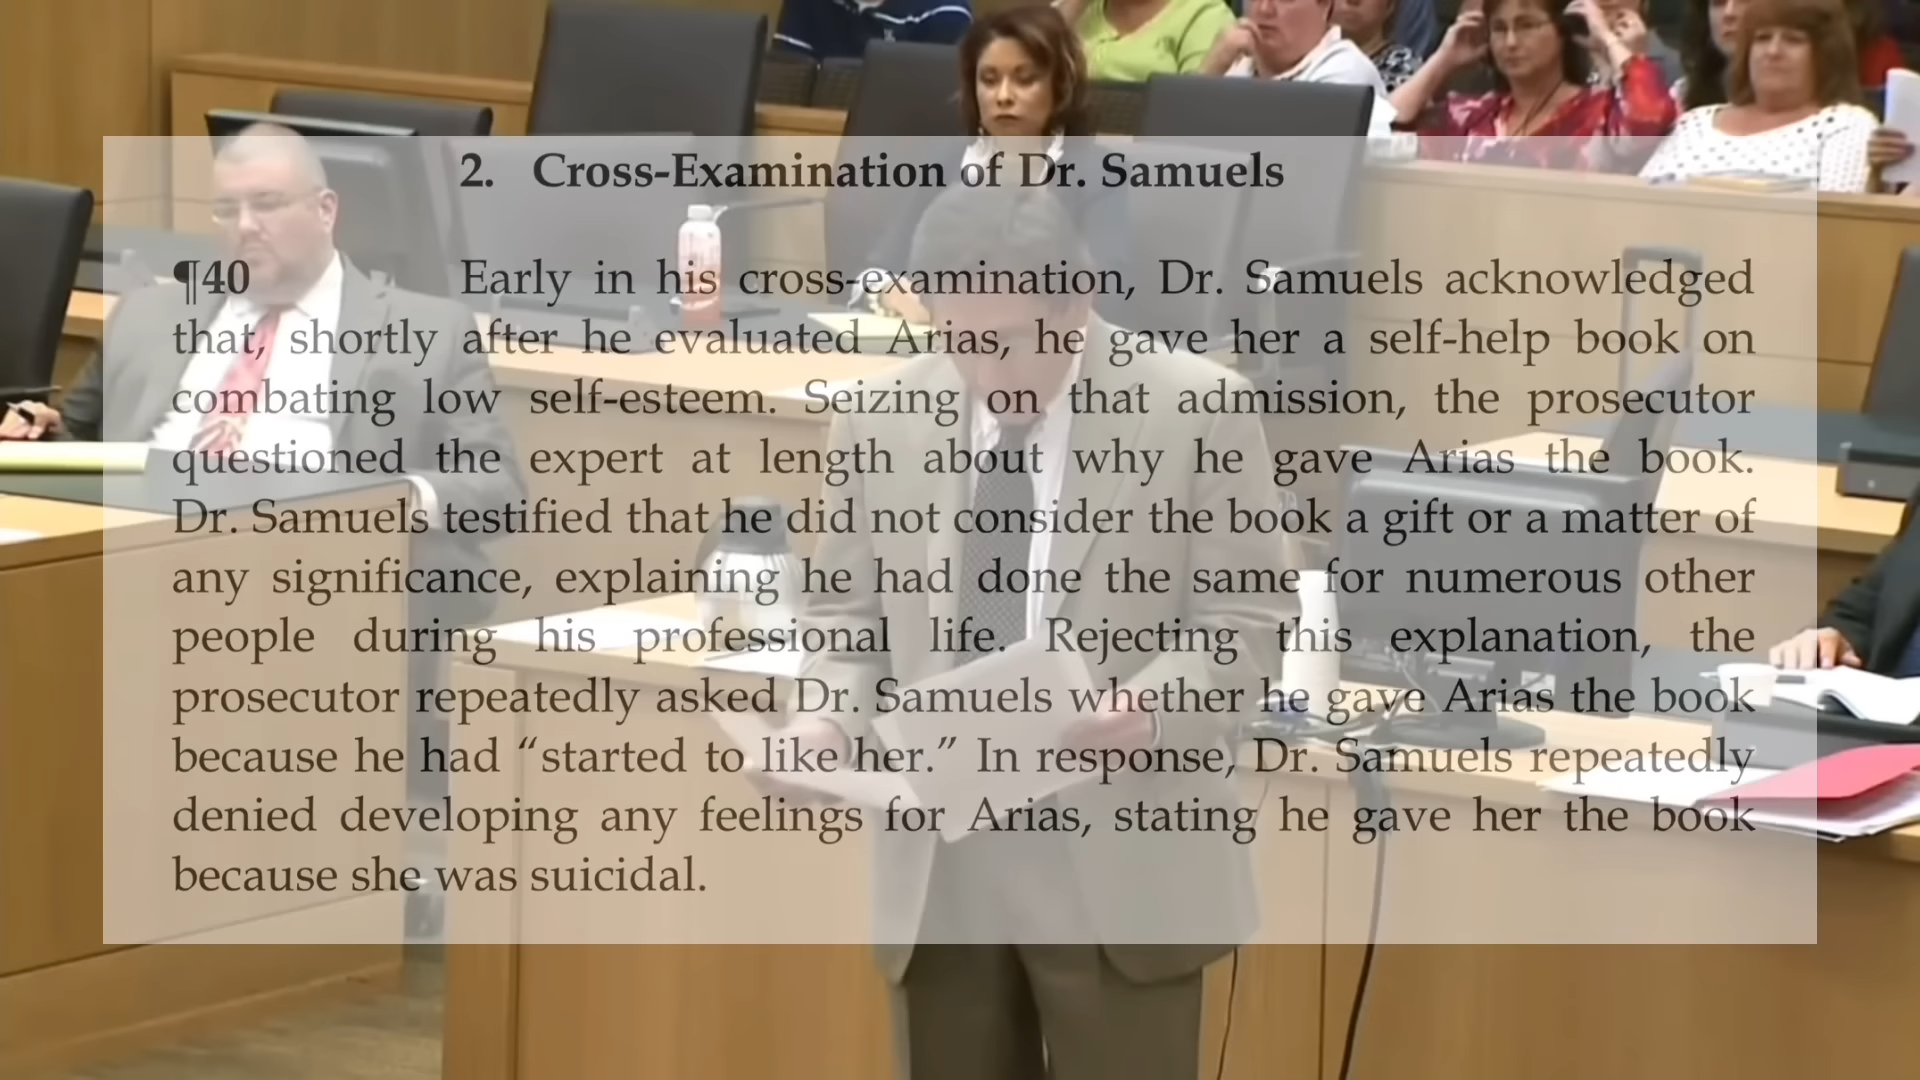 2. Cross-Examination of Dr. Samuels
¶40 Early in his cross-examination, Dr. Samuels acknowledged
that, shortly after he evaluated Arias, he gave her a self-help book on
combating low self-esteem. Seizing on that admission, the prosecutor
questioned the expert at length about why he gave Arias the book.
Dr. Samuels testified that he did not consider the book a gift or a matter of
any significance, explaining he had done the same for numerous other
people during his professional life. Rejecting this explanation, the
prosecutor repeatedly asked Dr. Samuels whether he gave Arias the book
because he had “started to like her.” In response, Dr. Samuels repeatedly
denied developing any feelings for Arias, stating he gave her the book
because she was suicidal.